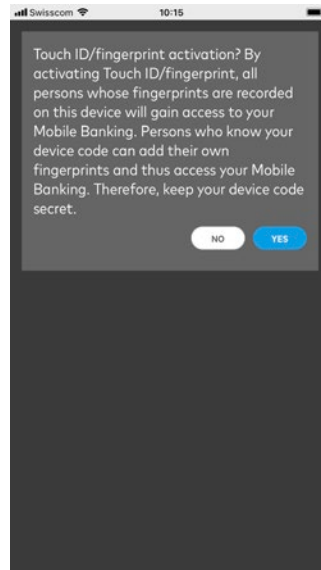 Swisscom 10:15
Touch ID/fingerprint activation? By
activating Touch ID/fingerprint, all
persons whose fingerprints are recorded
on this device will gain access to your
Mobile Banking. Persons who know your
device code can add their own
fingerprints and thus access your Mobile
Banking. Therefore, keep your device code
secret.
NO YES